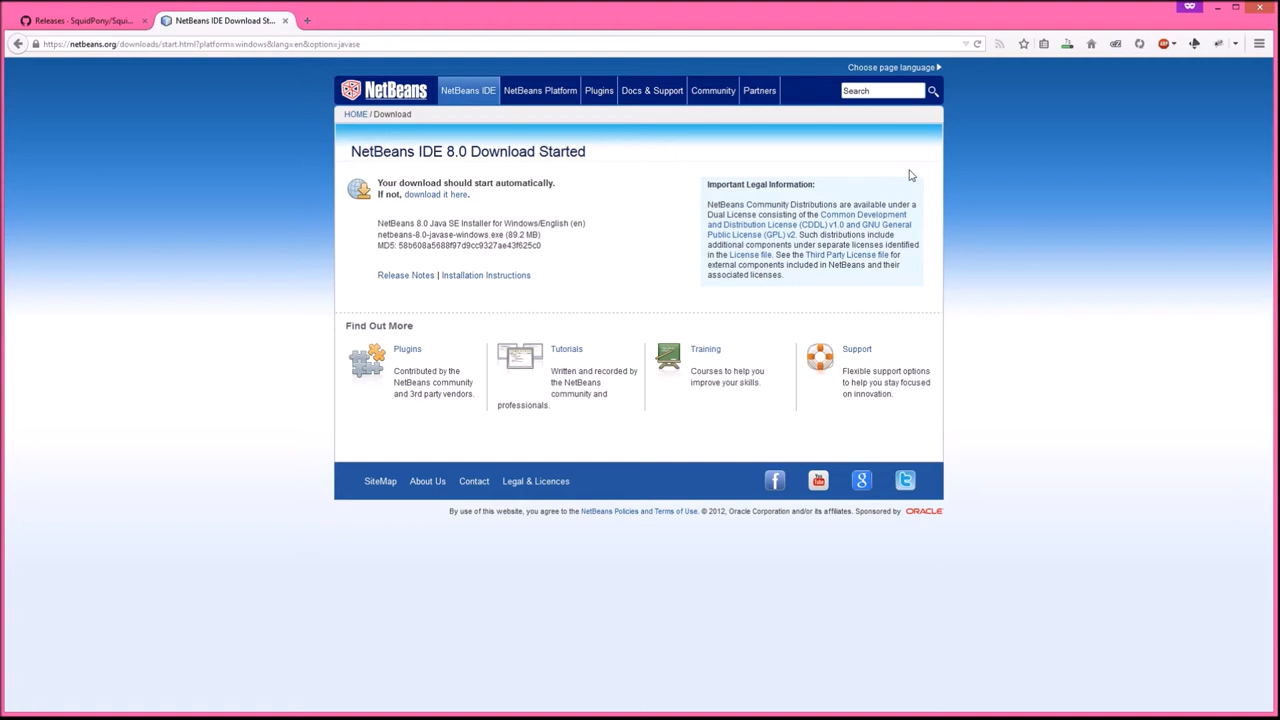 Releases - SquidPony/Squi...
NetBeans IDE Download St...
https://netbeans.org/downloads/start.html?platform=windows&lang=en&option=javase
Choose page language
NetBeans
NetBeans IDE
NetBeans Platform
Plugins
Docs & Support
Community
Partners
Search
HOME / Download
NetBeans IDE 8.0 Download Started
Your download should start automatically.
If not, download it here.
NetBeans 8.0 Java SE Installer for Windows/English (en)
netbeans-8.0-javase-windows.exe (89.2 MB)
MD5: 58b608a5688f97d9cc9327ae43f625c0
Release Notes | Installation Instructions
Important Legal Information:
NetBeans Community Distributions are available under a
Dual License consisting of the Common Development
and Distribution License (CDDL) v1.0 and GNU General
Public License (GPL) v2. Such distributions include
additional components under separate licenses identified
in the License file. See the Third Party License file for
external components included in NetBeans and their
associated licenses.
Find Out More
Plugins
Contributed by the
NetBeans community
and 3rd party vendors.
Tutorials
Written and recorded by
the NetBeans
community and
professionals.
Training
Courses to help you
improve your skills.
Support
Flexible support options
to help you stay focused
on innovation.
SiteMap
About Us
Contact
Legal & Licences
By use of this website, you agree to the NetBeans Policies and Terms of Use. © 2012, Oracle Corporation and/or its affiliates. Sponsored by ORACLE